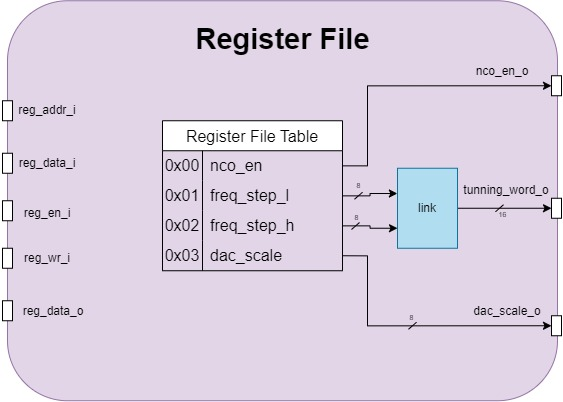 Register File
nco_en_o
reg_addr_i
Register File Table
reg_data_i
0x00 nco_en
0x01 freq_step_l
8
tunning_word_o
link
16
reg_en_i
0x02 freq_step_h
8
reg_wr_i
0x03 dac_scale
reg_data_o
8
dac_scale_o